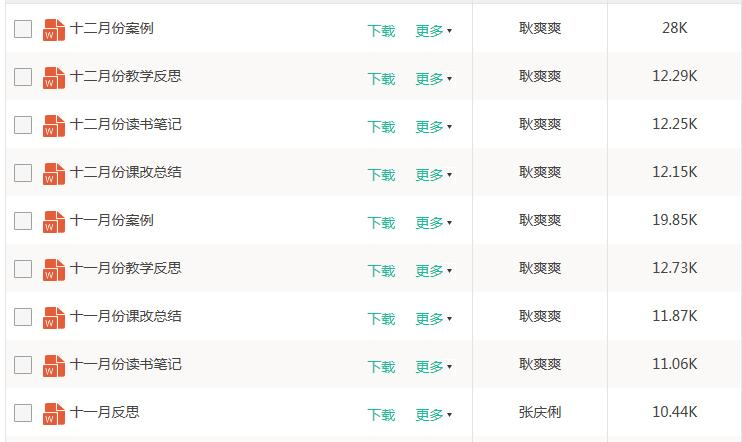 十二月份案例 下载 更多 耿爽爽 28K
十二月份教学反思 下载 更多 耿爽爽 12.29K
十二月份读书笔记 下载 更多 耿爽爽 12.25K
十二月份课改总结 下载 更多 耿爽爽 12.15K
十一月份案例 下载 更多 耿爽爽 19.85K
十一月份教学反思 下载 更多 耿爽爽 12.73K
十一月份课改总结 下载 更多 耿爽爽 11.87K
十一月份读书笔记 下载 更多 耿爽爽 11.06K
十一月反思 下载 更多 张庆俐 10.44K